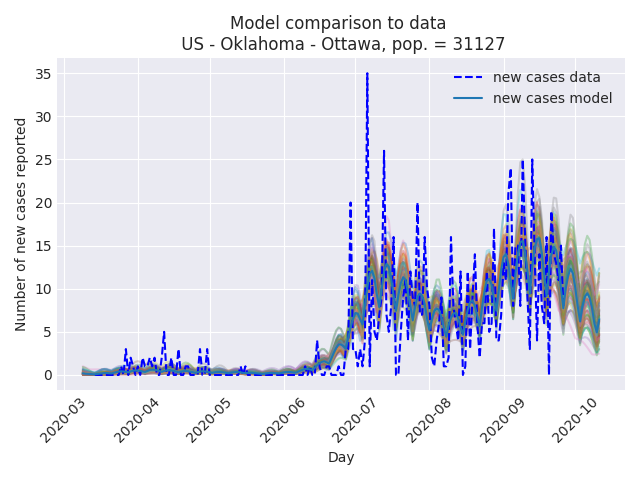 Model comparison to data
US - Oklahoma - Ottawa, pop. = 31127
new cases data
new cases model
Number of new cases reported
35
30
25
20
15
10
5
0
2020-03
2020-04
2020-05
2020-06
2020-07
2020-08
2020-09
2020-10
Day